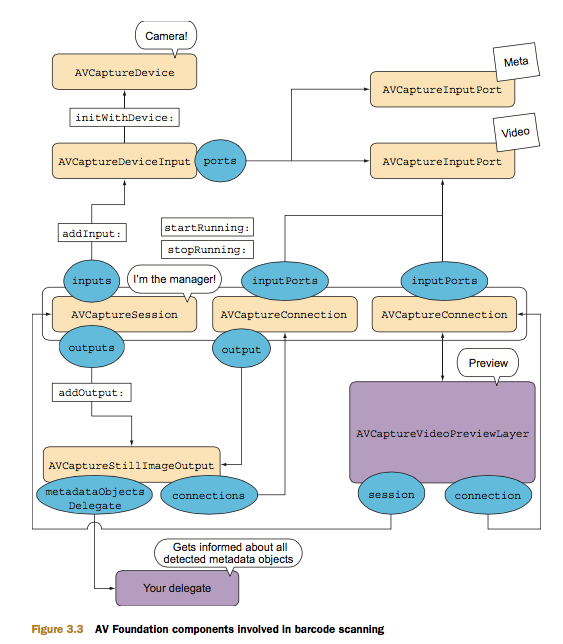 Camera!
AVCaptureDevice
Meta
AVCaptureInputPort
initWithDevice:
Video
AVCaptureDeviceInput
ports
AVCaptureInputPort
addInput:
startRunning:
stopRunning:
inputs
I'm the manager!
inputPorts
inputPorts
AVCaptureSession
AVCaptureConnection
AVCaptureConnection
outputs
output
Preview
addOutput:
AVCaptureVideoPreviewLayer
AVCaptureStillImageOutput
metadataObjects
Delegate
connections
session
connection
Gets informed about all
detected metadata objects
Your delegate
Figure 3.3 AV Foundation components involved in barcode scanning